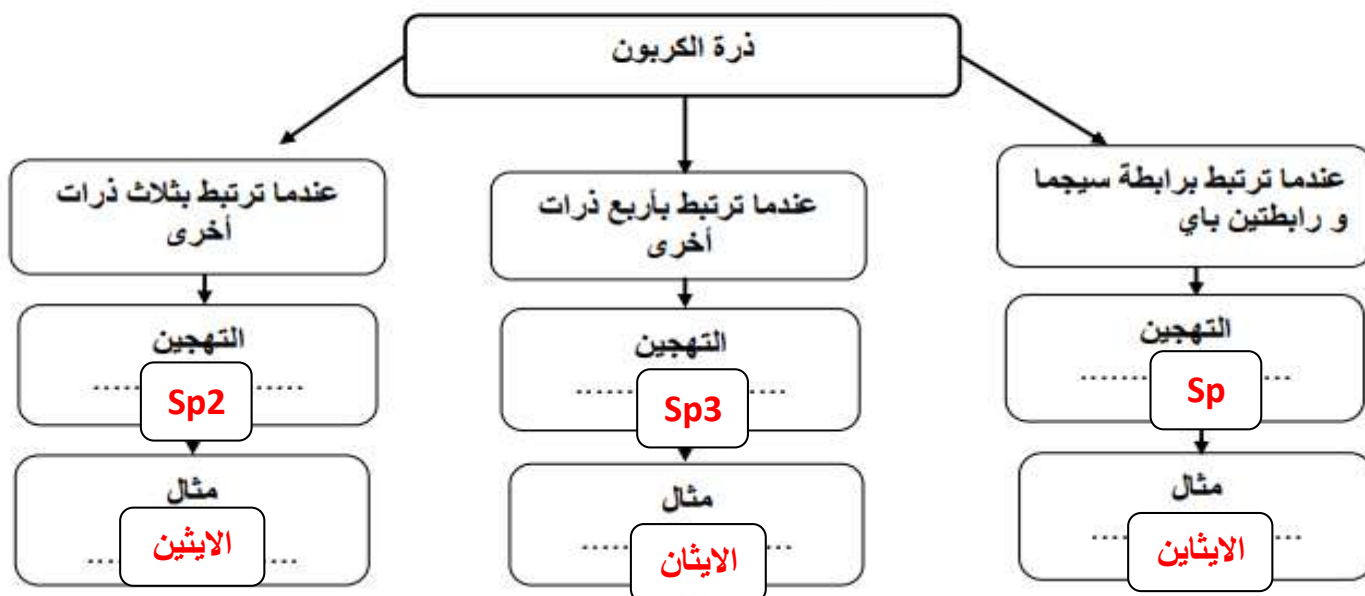 ذرة الكربون
عندما ترتبط برابطة سيجما
و رابطتين باي
التهجين
Sp
مثال
الايثاين
عندما ترتبط بأربع ذرات
أخرى
التهجين
Sp3
مثال
الايثان
عندما ترتبط بثلاث ذرات
أخرى
التهجين
Sp2
مثال
الايثين